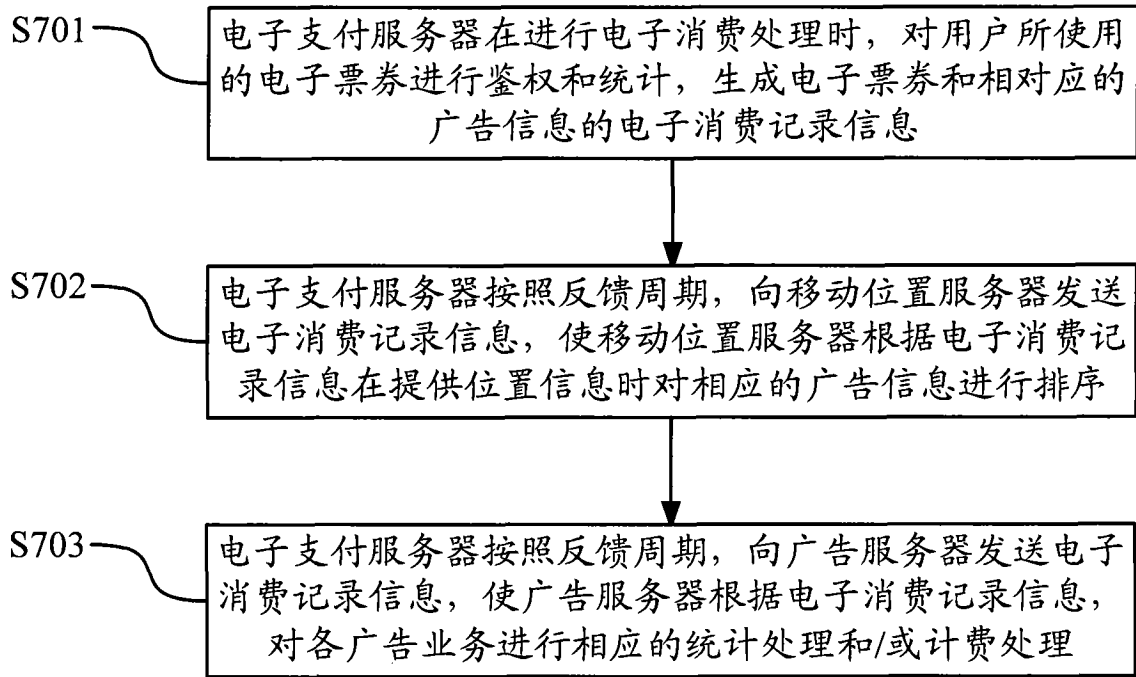 S701
电子支付服务器在进行电子消费处理时，对用户所使用
的电子票券进行鉴权和统计，生成电子票券和相对应的
广告信息的电子消费记录信息
S702
电子支付服务器按照反馈周期，向移动位置服务器发送
电子消费记录信息，使移动位置服务器根据电子消费记
录信息在提供位置信息时对相应的广告信息进行排序
S703
电子支付服务器按照反馈周期，向广告服务器发送电子
消费记录信息，使广告服务器根据电子消费记录信息，
对各广告业务进行相应的统计处理和/或计费处理